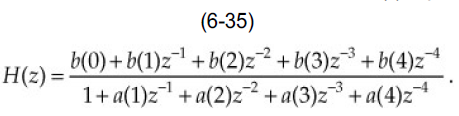 (6-35)
H(z) = b(0)+b(1)z⁻¹+b(2)z⁻²+b(3)z⁻³+b(4)z⁻⁴
1+a(1)z⁻¹+a(2)z⁻²+a(3)z⁻³+a(4)z⁻⁴ .